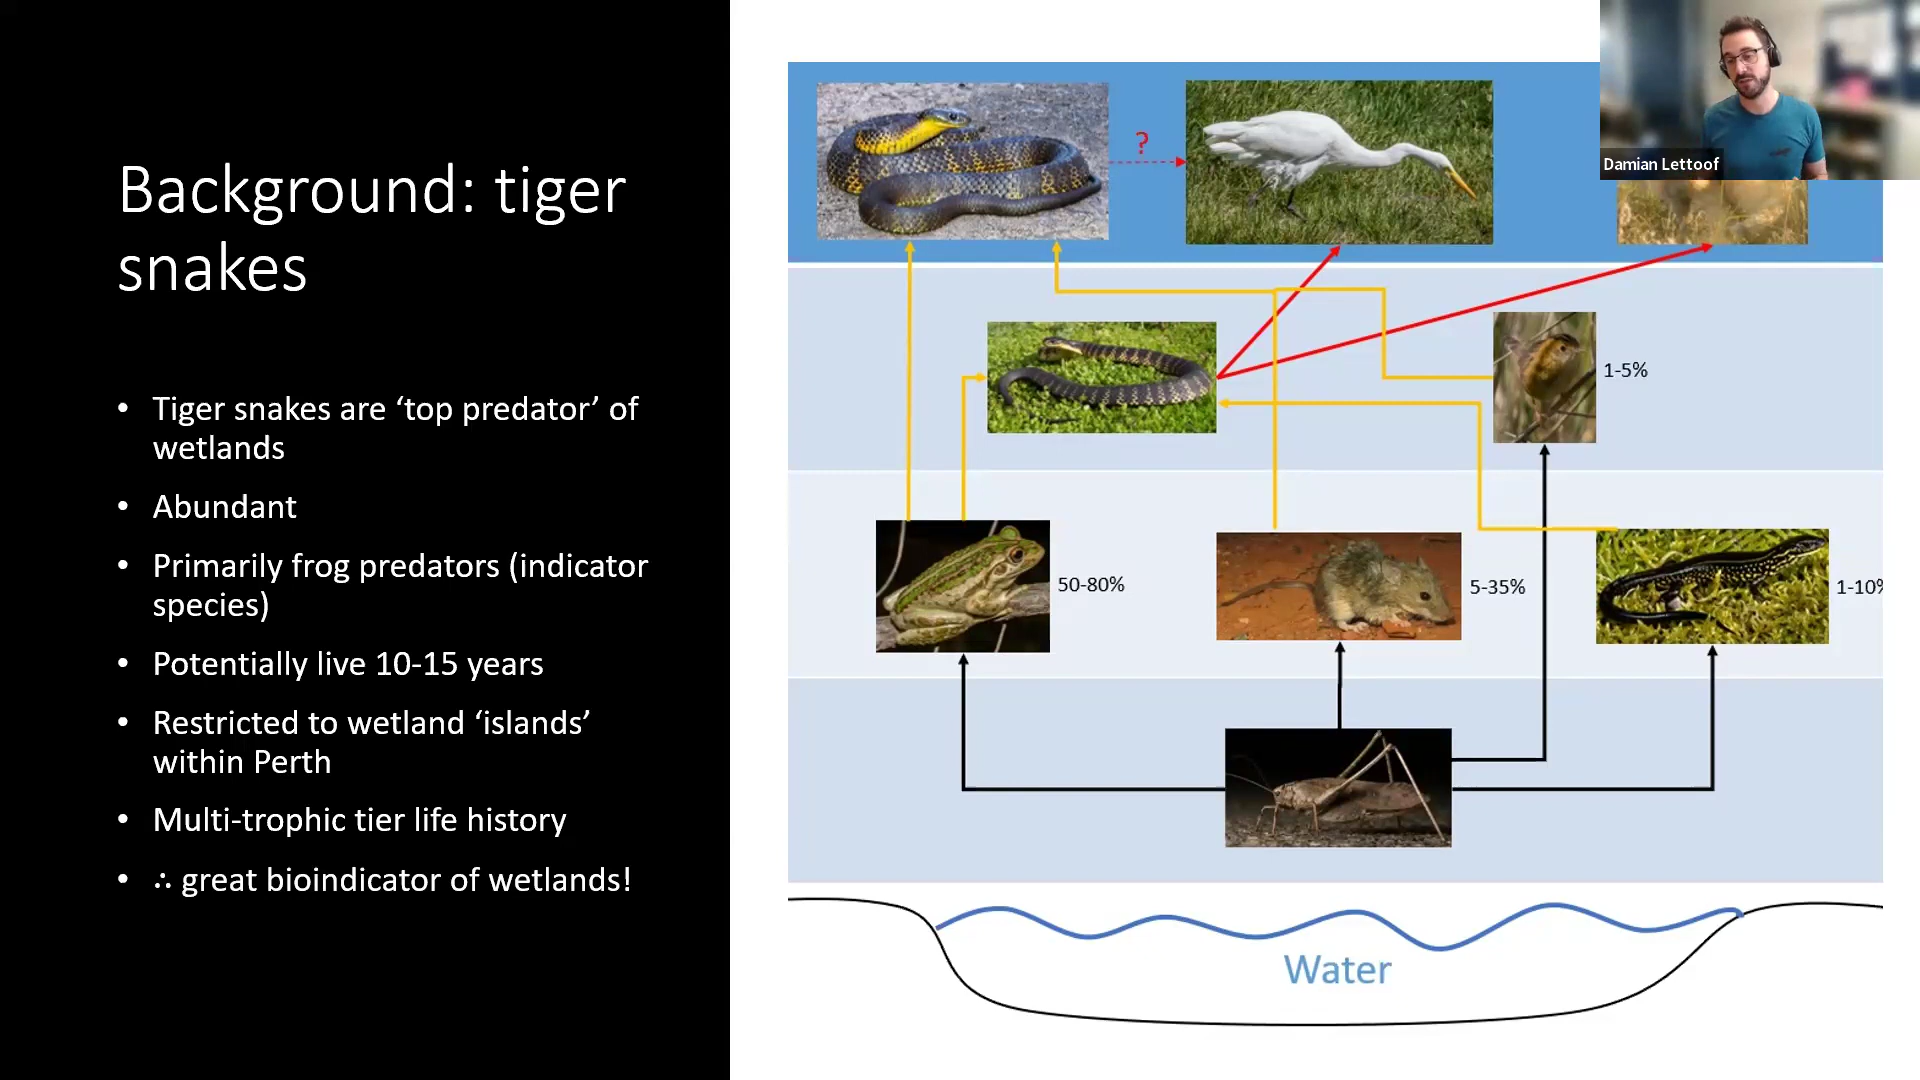 Background: tiger
snakes
• Tiger snakes are ‘top predator’ of
wetlands
• Abundant
• Primarily frog predators (indicator
species)
• Potentially live 10-15 years
• Restricted to wetland ‘islands’
within Perth
• Multi-trophic tier life history
• ∴ great bioindicator of wetlands!
?
Damian Lettoof
1-5%
50-80%
5-35%
1-10%
Water